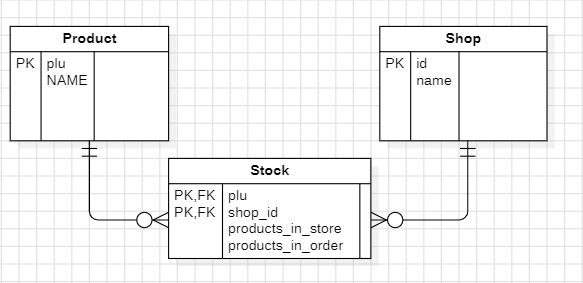 Product
PK plu
NAME
Shop
PK id
name
Stock
PK,FK plu
PK,FK shop_id
products_in_store
products_in_order